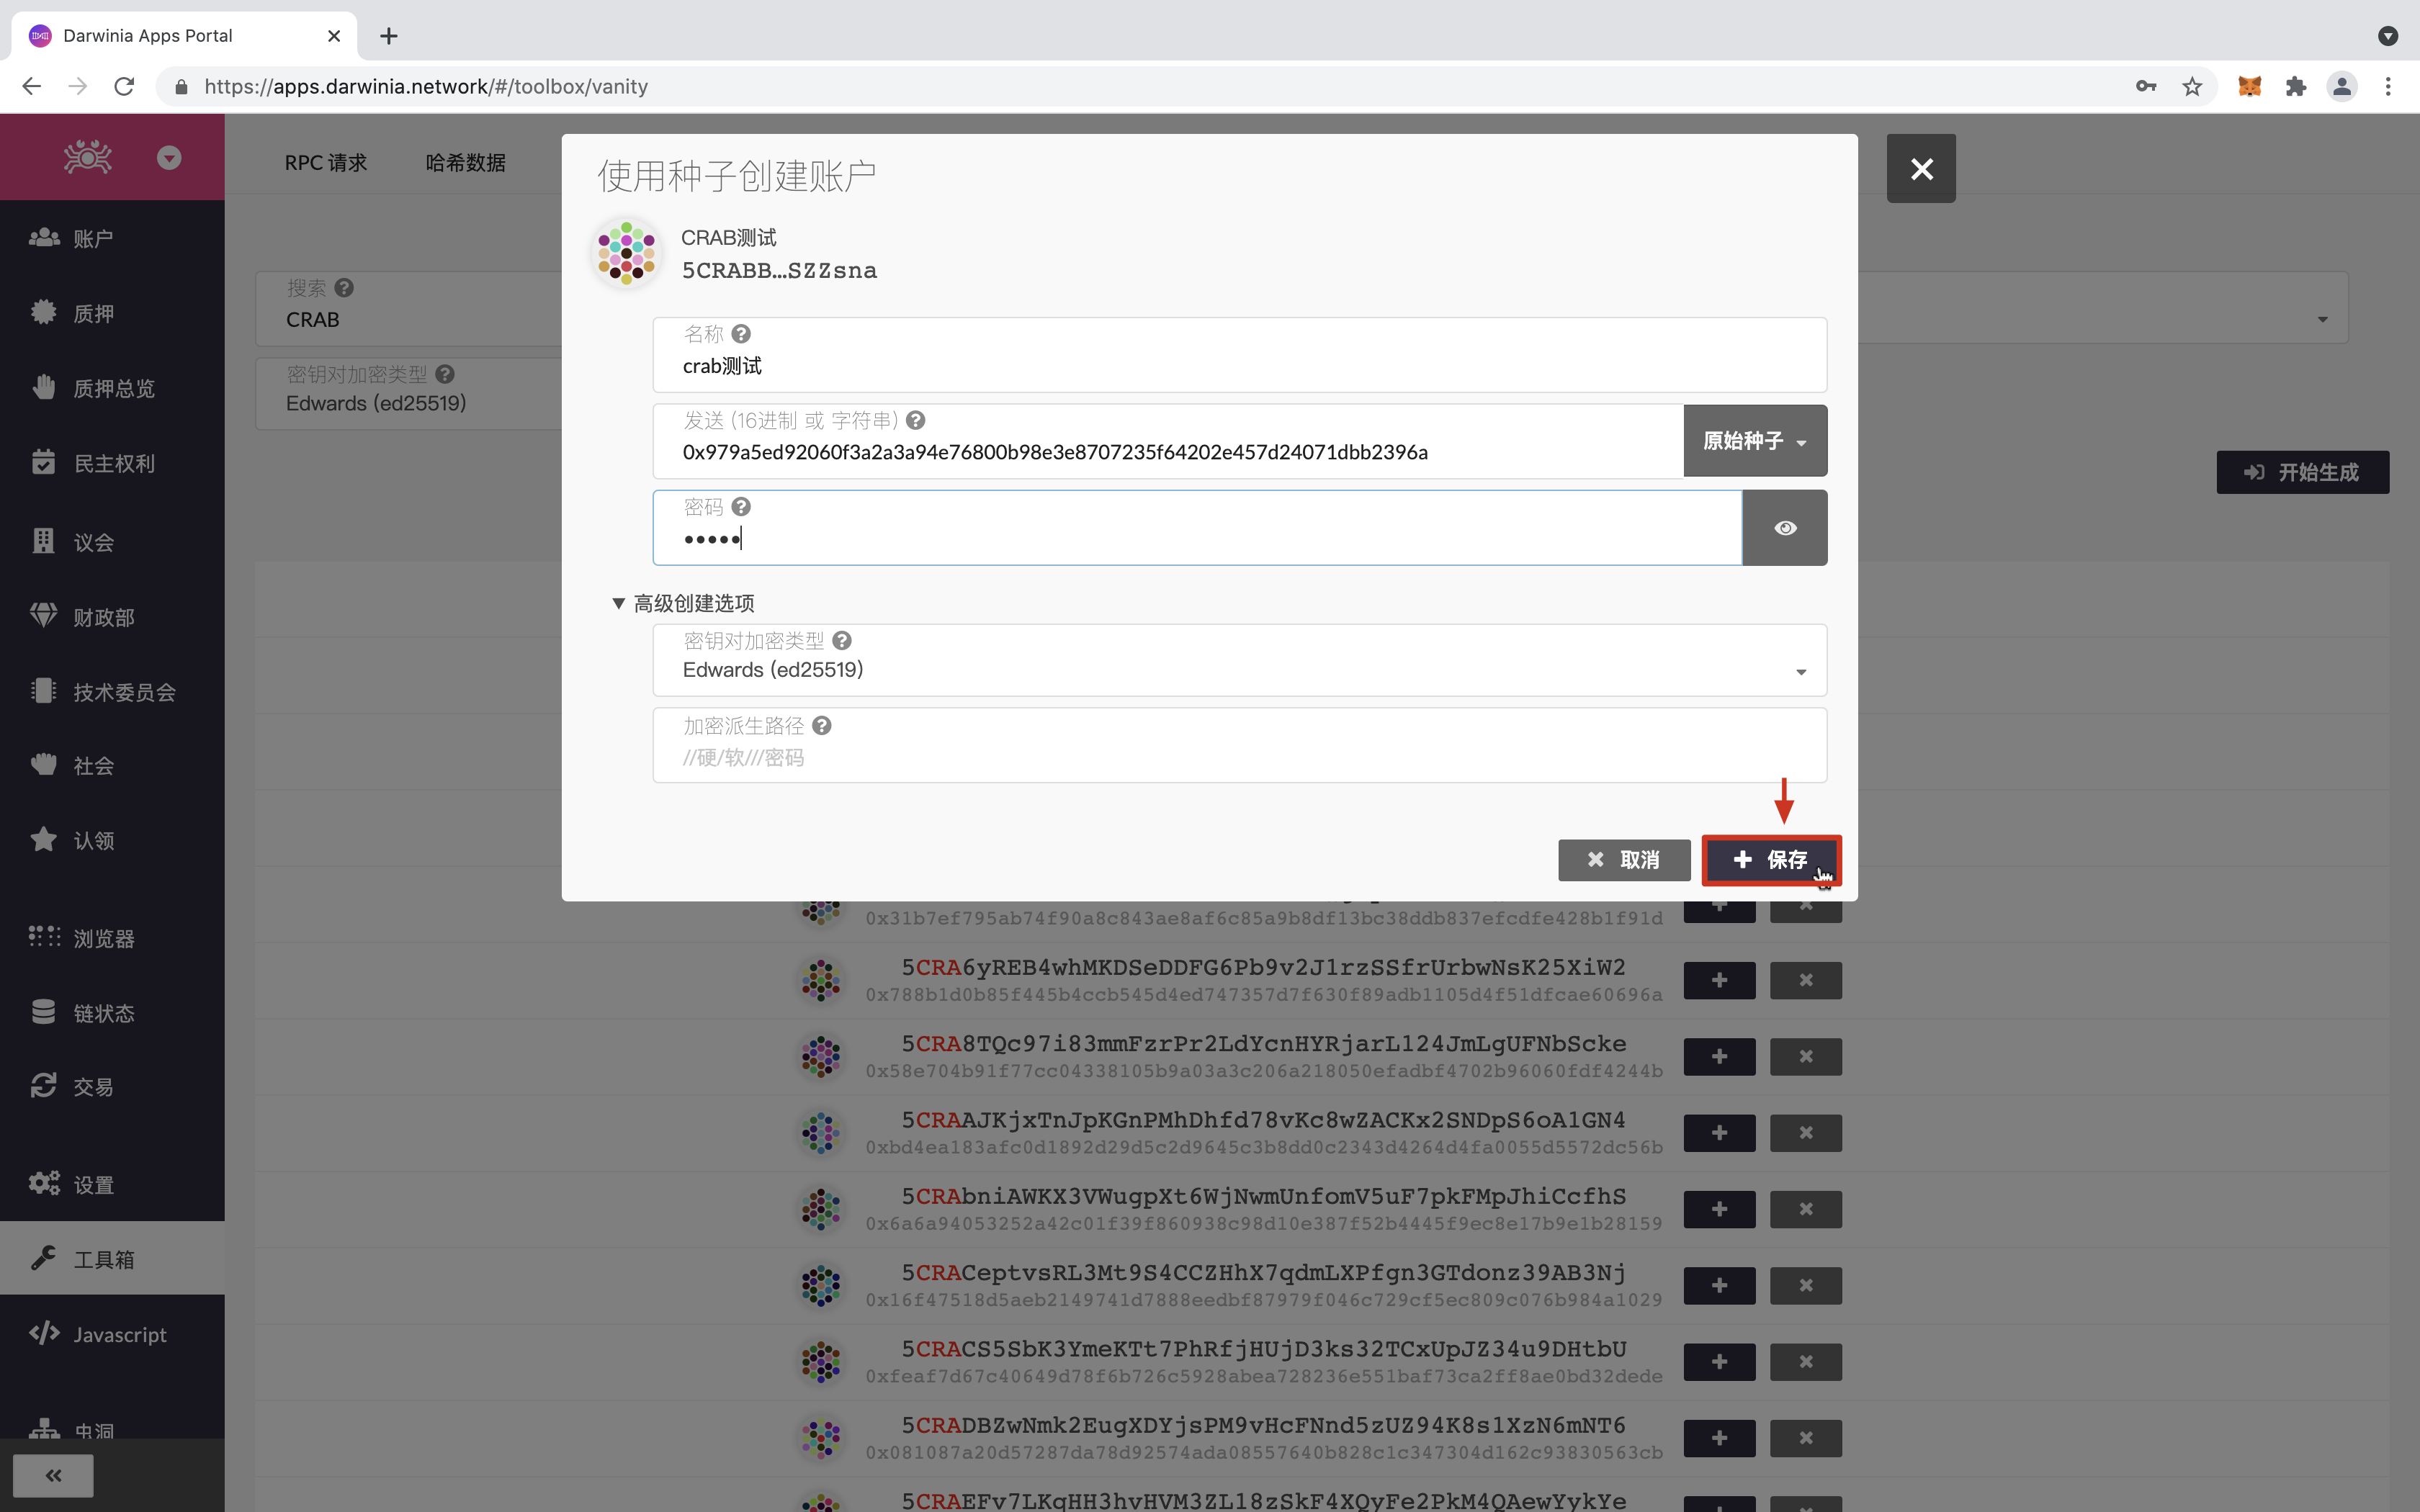 Darwinia Apps Portal
https://apps.darwinia.network/#/toolbox/vanity
RPC 请求
哈希数据
账户
质押
质押总览
民主权利
议会
财政部
技术委员会
社会
认领
浏览器
链状态
交易
设置
工具箱
Javascript
虫洞
搜索
CRAB
密钥对加密类型
Edwards (ed25519)
开始生成
使用种子创建账户
CRAB测试
5CRABB...SZZsna
名称
crab测试
发送 (16进制 或 字符串)
0x979a5ed92060f3a2a3a94e76800b98e3e8707235f64202e457d24071dbb2396a
原始种子
密码
•••••
高级创建选项
密钥对加密类型
Edwards (ed25519)
加密派生路径
//硬/软///密码
取消
保存
0x31b7ef795ab74f90a8c843ae8af6c85a9b8df13bc38ddb837efcdfe428b1f91d
5CRA6yREB4whMKDSeDDFG6Pb9v2J1rzSSfrUrbwNsK25XiW2
0x788b1d0b85f445b4ccb545d4ed747357d7f630f89adb1105d4f51dfcae60696a
5CRA8TQc97i83mmFzrPr2LdYcnHYRjarL124JmLgUFNbScke
0x58e704b91f77cc04338105b9a03a3c206a218050efadbf4702b96060fdf4244b
5CRAAJKjxTnJpKGnPMhDhfd78vKc8wZACKx2SNDpS6oA1GN4
0xbd4ea183afc0d1892d29d5c2d9645c3b8dd0c2343d4264d4fa0055d5572dc56b
5CRAbniAWKX3VWugpXt6WjNwmUnfomV5uF7pkFMpJhiCcfhS
0x6a6a94053252a42c01f39f860938c98d10e387f52b4445f9ec8e17b9e1b28159
5CRACeptvsRL3Mt9S4CCZHhX7qdmLXPfgn3GTdonz39AB3Nj
0x16f47518d5aeb2149741d7888eedbf87979f046c729cf5ec809c076b984a1029
5CRACS5SbK3YmeKTt7PhRfjHUjD3ks32TCxUpJZ34u9DHtbU
0xfeaf7d67c40649d78f6b726c5928abea728236e551baf73ca2ff8ae0bd32dede
5CRADBZwNmk2EugXDYjsPM9vHcFNnd5zUZ94K8s1XzN6mNT6
0x081087a20d57287da78d92574ada08557640b828c1c347304d162c93830563cb
5CRAEFv7LKqHH3hvHVM3ZL18zSkF4XQyFe2PkM4QAewYykYe